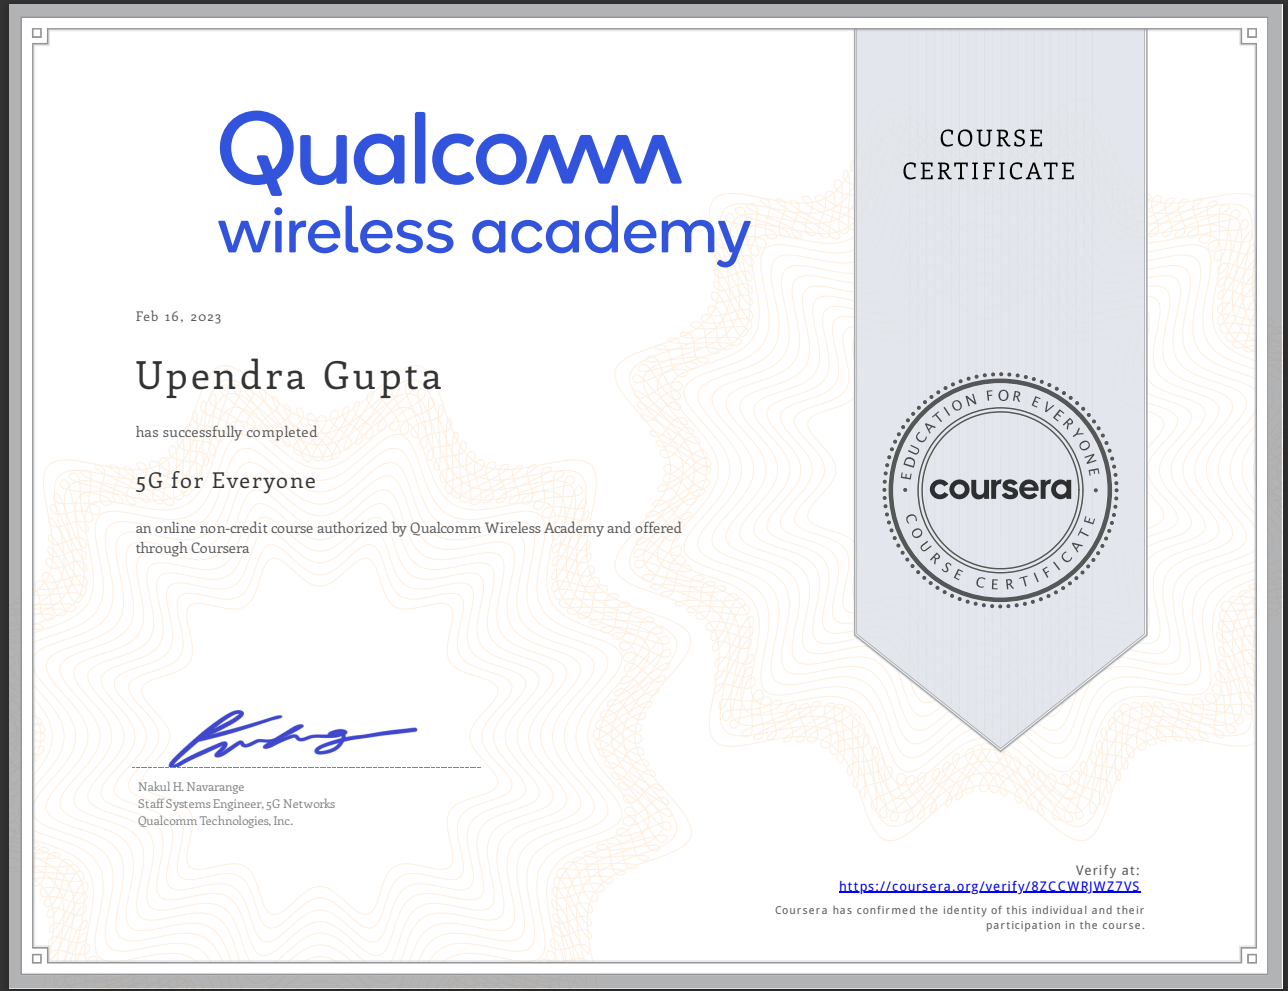 Qualcomm
wireless academy
COURSE
CERTIFICATE
Feb 16, 2023
Upendra Gupta
has successfully completed
5G for Everyone
an online non-credit course authorized by Qualcomm Wireless Academy and offered
through Coursera
EDUCATION FOR EVERYONE
coursera
COURSE CERTIFICATE
Nakul H. Navarange
Staff Systems Engineer, 5G Networks
Qualcomm Technologies, Inc.
Verify at:
https://coursera.org/verify/8ZCCWRJWZ7VS
Coursera has confirmed the identity of this individual and their
participation in the course.